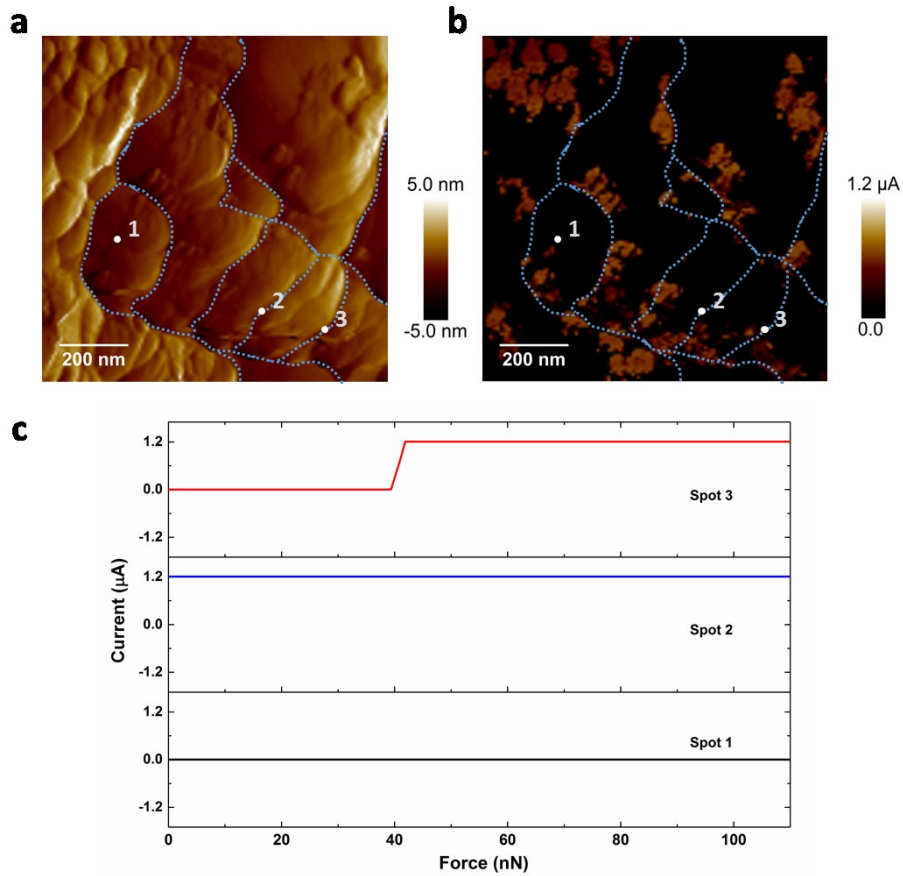 a
b
1
2
3
200 nm
5.0 nm
-5.0 nm
1
2
3
200 nm
1.2 µA
0.0
c
Current (µA)
1.2
0.0
-1.2
Spot 3
1.2
0.0
-1.2
Spot 2
1.2
0.0
-1.2
Spot 1
0 20 40 60 80 100
Force (nN)